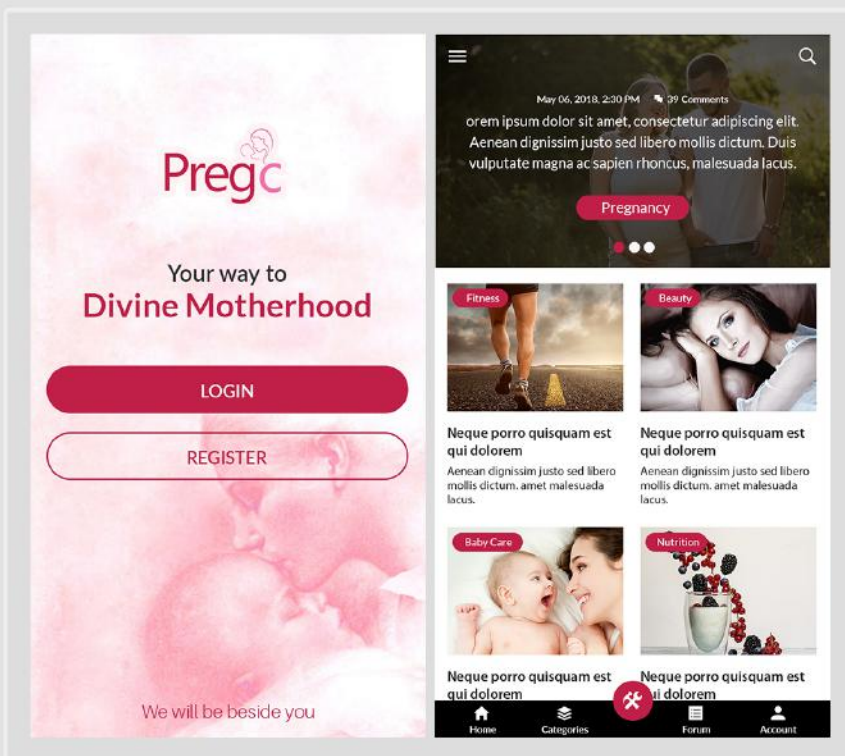 Pregc
Your way to
Divine Motherhood
LOGIN
REGISTER
We will be beside you
May 06, 2018, 2:30 PM 39 Comments
orem ipsum dolor sit amet, consectetur adipiscing elit.
Aenean dignissim justo sed libero mollis dictum. Duis
vulputate magna ac sapien rhoncus, malesuada lacus.
Pregnancy
Fitness
Neque porro quisquam est
qui dolorem
Aenean dignissim justo sed libero
mollis dictum. amet malesuada
lacus.
Beauty
Neque porro quisquam est
qui dolorem
Aenean dignissim justo sed libero
mollis dictum. amet malesuada
lacus.
Baby Care
Neque porro quisquam est
qui dolorem
Nutrition
Neque porro quisquam est
qui dolorem
Home
Categories
Forum
Account